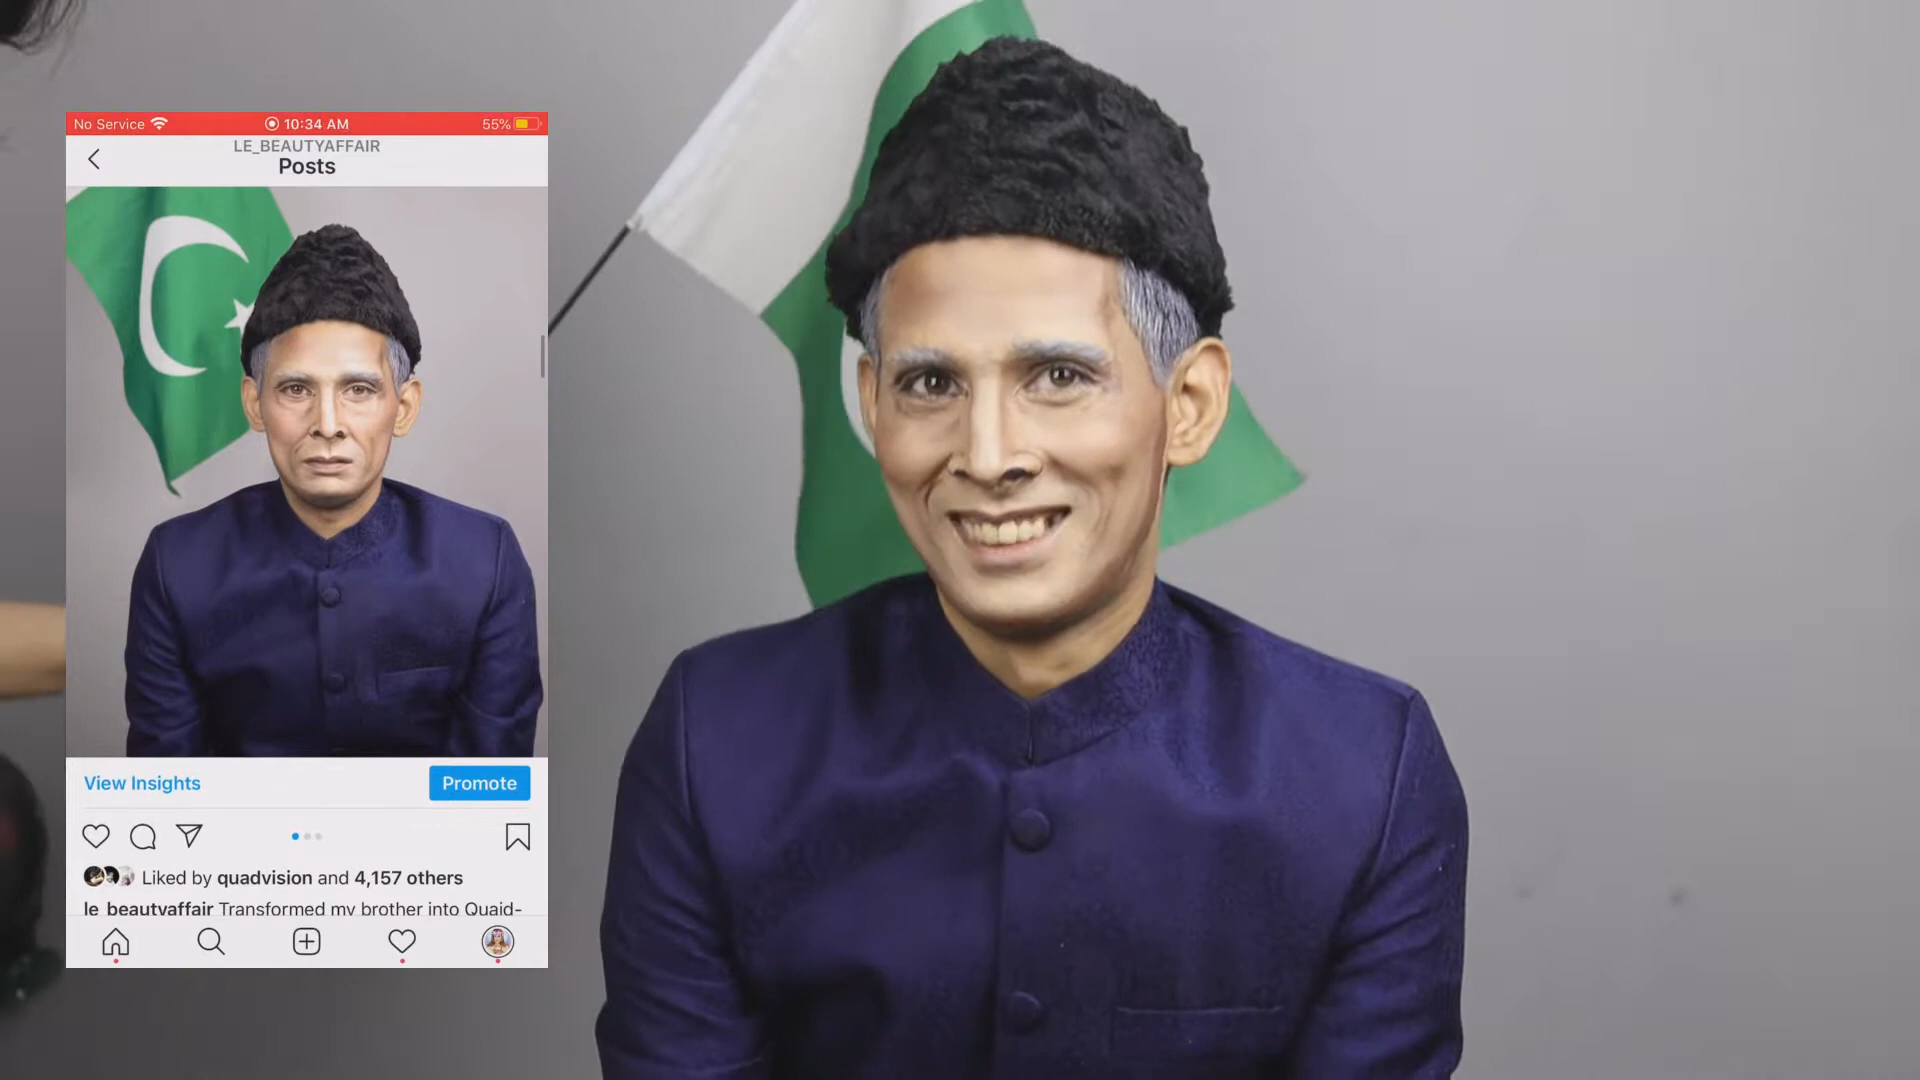 No Service 10:34 AM 55%
LE_BEAUTYAFFAIR
Posts
View Insights Promote
Liked by quadvision and 4,157 others
le_beautyaffair Transformed my brother into Quaid-